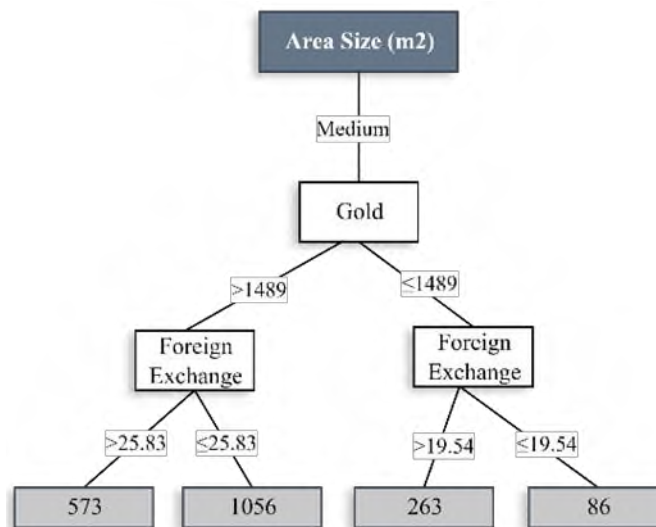 Area Size (m2)
Medium
Gold
>1489
≤1489
Foreign
Exchange
Foreign
Exchange
>25.83
≤25.83
>19.54
≤19.54
573
1056
263
86